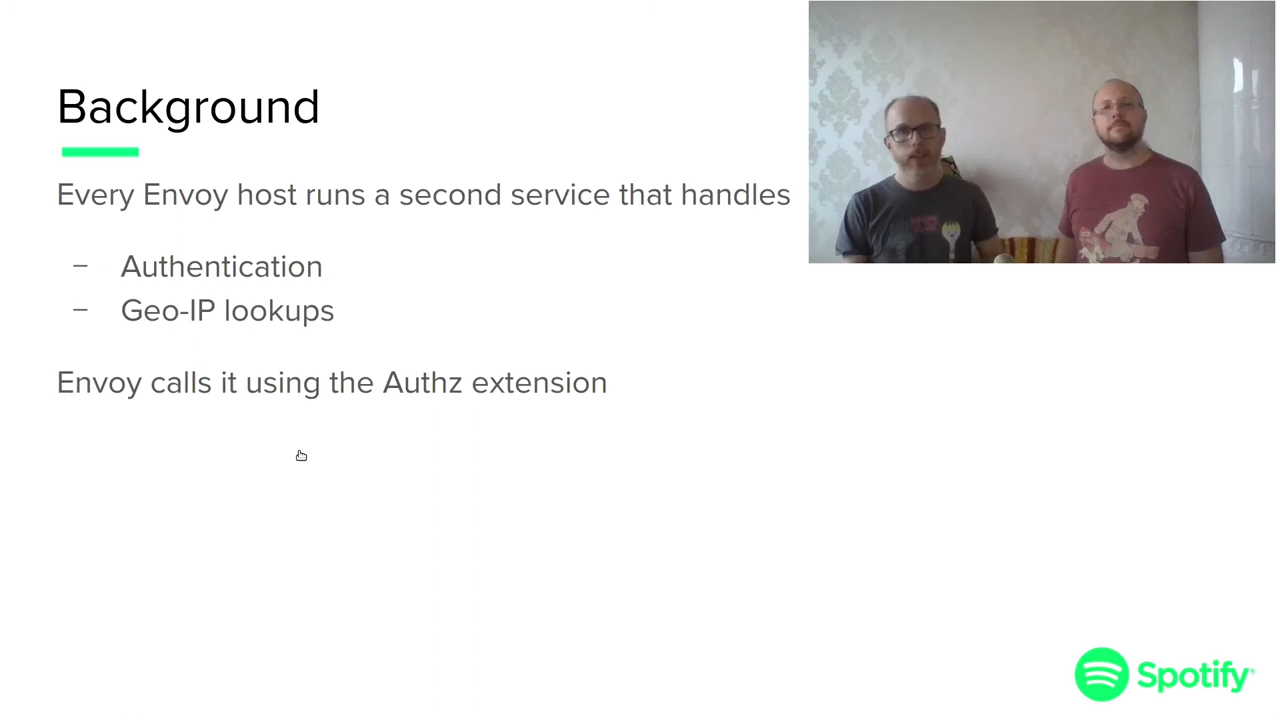 Background
Every Envoy host runs a second service that handles
– Authentication
– Geo-IP lookups
Envoy calls it using the Authz extension
Spotify